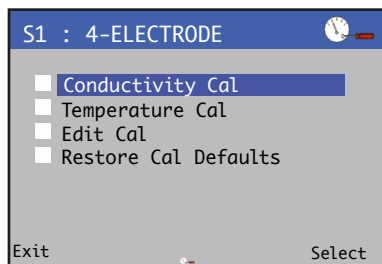 S1 : 4-ELECTRODE
Conductivity Cal
Temperature Cal
Edit Cal
Restore Cal Defaults
Exit Select